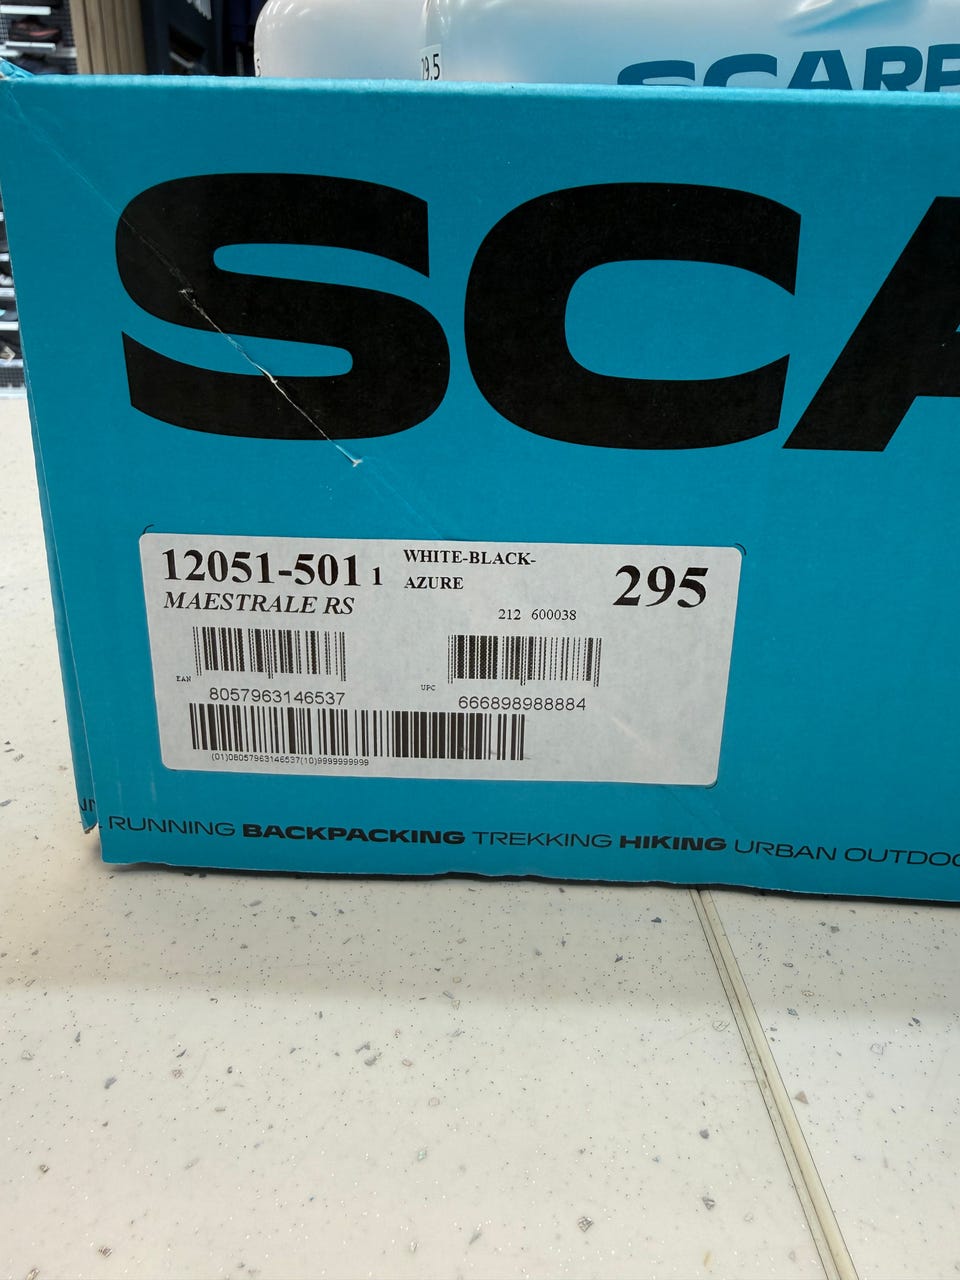 29.5
SCARP
SCA
12051-501 1 WHITE-BLACK-
AZURE
295
MAESTRALE RS
212 600038
EAN
8057963146537
UPC
666898988884
(01)08057963146537(10)9999999999
RUNNING BACKPACKING TREKKING HIKING URBAN OUTDOO